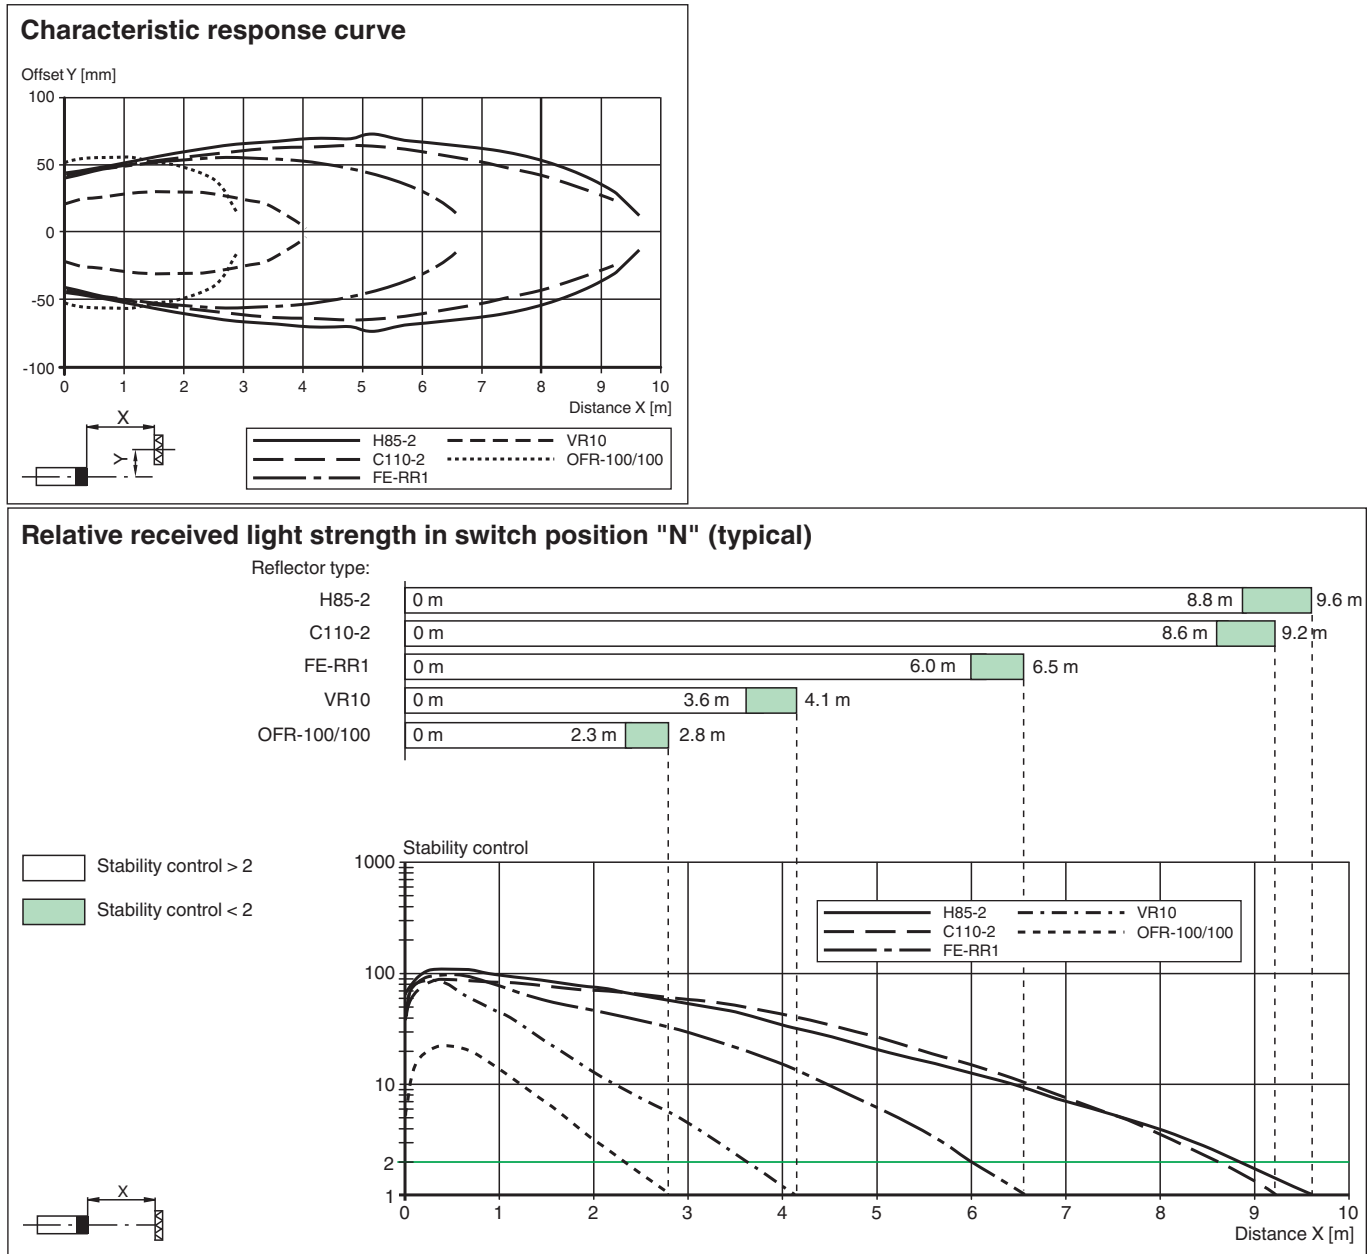 Characteristic response curve
Offset Y [mm]
100
50
0
-50
-100
0 1 2 3 4 5 6 7 8 9 10
Distance X [m]
X
Y
H85-2 VR10
C110-2 OFR-100/100
FE-RR1
Relative received light strength in switch position "N" (typical)
Reflector type:
H85-2 0 m 8.8 m 9.6 m
C110-2 0 m 8.6 m 9.2 m
FE-RR1 0 m 6.0 m 6.5 m
VR10 0 m 3.6 m 4.1 m
OFR-100/100 0 m 2.3 m 2.8 m
Stability control > 2
Stability control < 2
Stability control
1000
100
10
2
1
H85-2 VR10
C110-2 OFR-100/100
FE-RR1
0 1 2 3 4 5 6 7 8 9 10
Distance X [m]
X